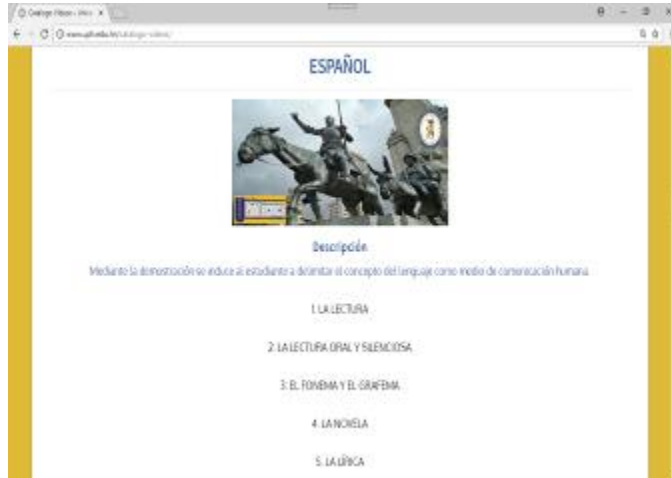 ESPAÑOL
Descripción
Mediante la demostración se induce al estudiante a delimitar el concepto del lenguaje como medio de comunicación humana.
1. LA LECTURA
2. LA LECTURA ORAL Y SILENCIOSA
3. EL FONEMA Y EL GRAFEMA
4. LA NOVELA
5. LA LÍRICA